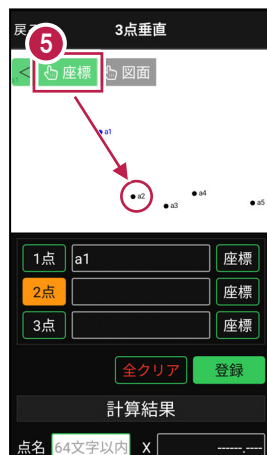 戻 3点垂直
5
< 座標 図面
a1
a2
a4
a3
a5
1点 a1 座標
2点 座標
3点 座標
全クリア 登録
計算結果
点名 64文字以内 X ------.----